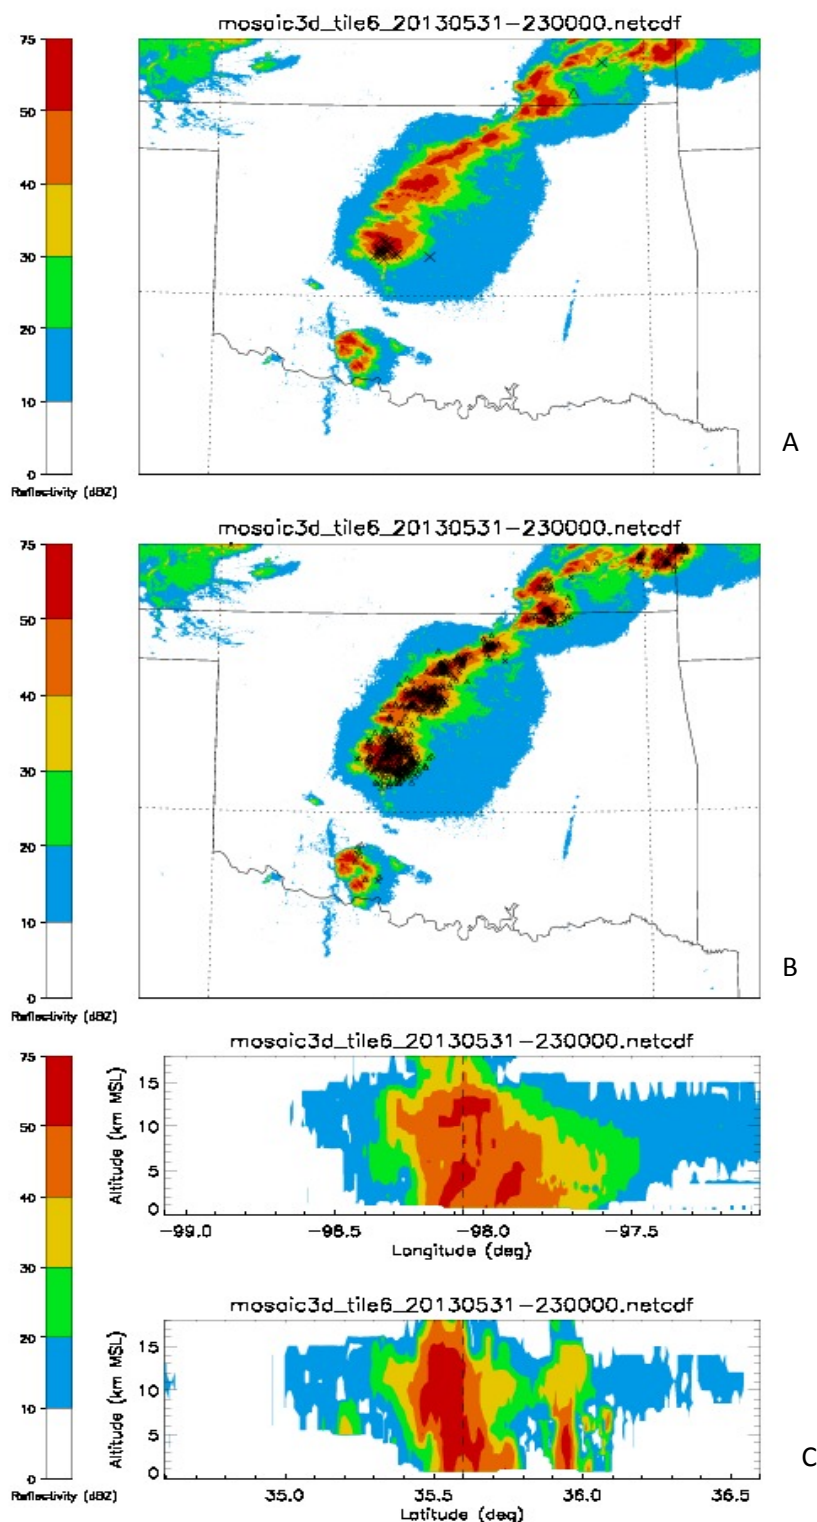 mosaic3d_tile6_20130531-230000.netcdf
75
50
40
30
20
10
0
Reflectivity (dBZ)
A
mosaic3d_tile6_20130531-230000.netcdf
75
50
40
30
20
10
0
Reflectivity (dBZ)
B
mosaic3d_tile6_20130531-230000.netcdf
75
50
40
30
20
10
0
Reflectivity (dBZ)
Altitude (km MSL)
15
10
5
0
-99.0 -98.5 -98.0 -97.5
Longitude (deg)
mosaic3d_tile6_20130531-230000.netcdf
Altitude (km MSL)
15
10
5
0
35.0 35.5 36.0 36.5
Latitude (deg)
C